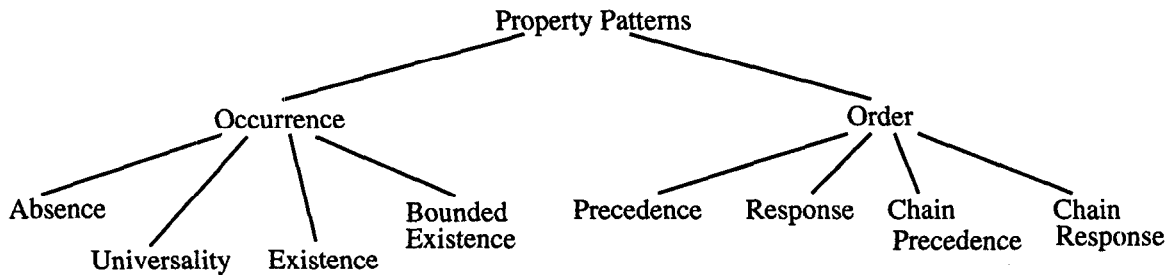 Property Patterns
Occurrence
Order
Absence
Universality
Existence
Bounded
Existence
Precedence
Response
Chain
Precedence
Chain
Response